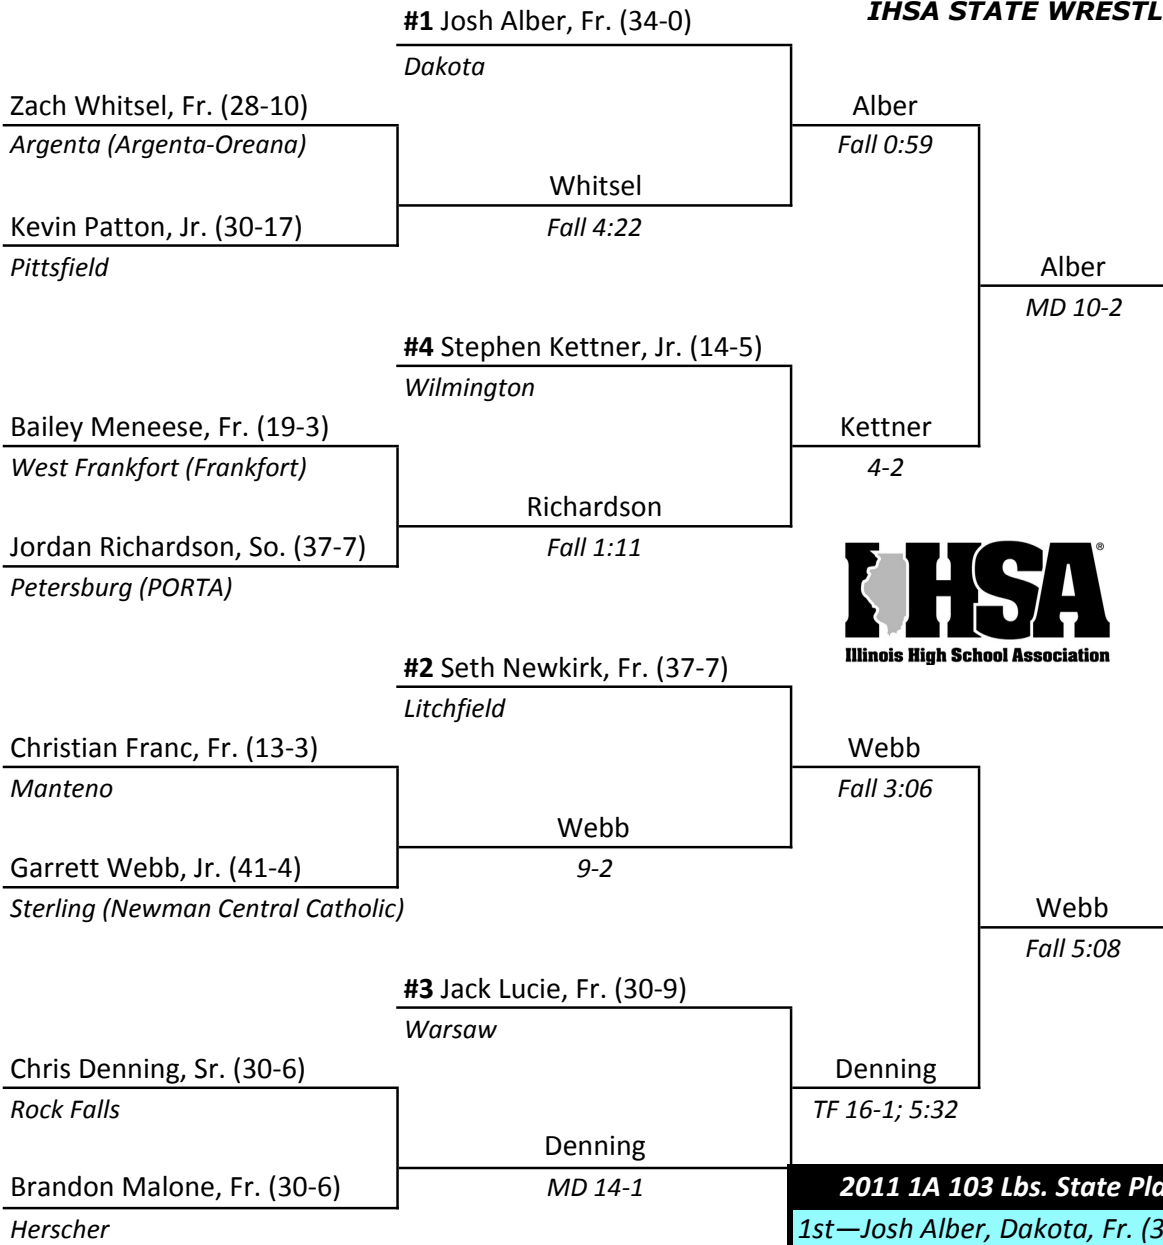 IHSA STATE WRESTL
#1 Josh Alber, Fr. (34-0)
Dakota
Zach Whitsel, Fr. (28-10)
Argenta (Argenta-Oreana)
Alber
Fall 0:59
Whitsel
Fall 4:22
Kevin Patton, Jr. (30-17)
Pittsfield
Alber
MD 10-2
#4 Stephen Kettner, Jr. (14-5)
Wilmington
Bailey Meneese, Fr. (19-3)
West Frankfort (Frankfort)
Kettner
4-2
Richardson
Fall 1:11
Jordan Richardson, So. (37-7)
Petersburg (PORTA)
IHSA®
Illinois High School Association
#2 Seth Newkirk, Fr. (37-7)
Litchfield
Christian Franc, Fr. (13-3)
Manteno
Webb
Fall 3:06
Webb
9-2
Garrett Webb, Jr. (41-4)
Sterling (Newman Central Catholic)
Webb
Fall 5:08
#3 Jack Lucie, Fr. (30-9)
Warsaw
Chris Denning, Sr. (30-6)
Rock Falls
Denning
TF 16-1; 5:32
Denning
MD 14-1
Brandon Malone, Fr. (30-6)
Herscher
2011 1A 103 Lbs. State Pla
1st—Josh Alber, Dakota, Fr. (3